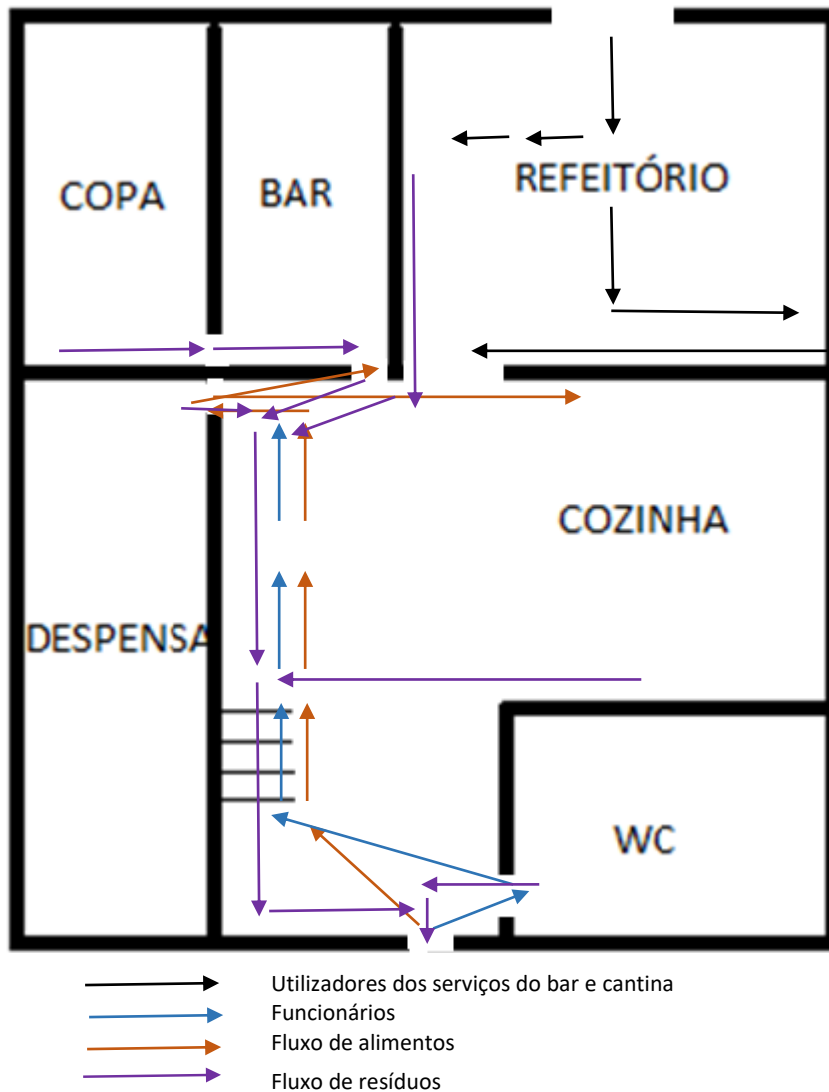 COPA
BAR
REFEITÓRIO
COZINHA
DESPENSA
WC
Utilizadores dos serviços do bar e cantina
Funcionários
Fluxo de alimentos
Fluxo de resíduos